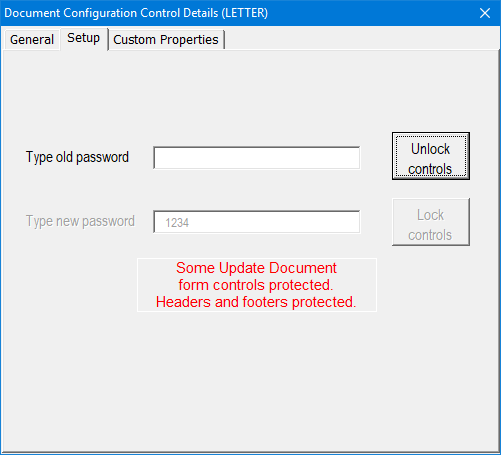 Document Configuration Control Details (LETTER)
General Setup Custom Properties
Type old password
Unlock
controls
Type new password 1234
Lock
controls
Some Update Document
form controls protected.
Headers and footers protected.